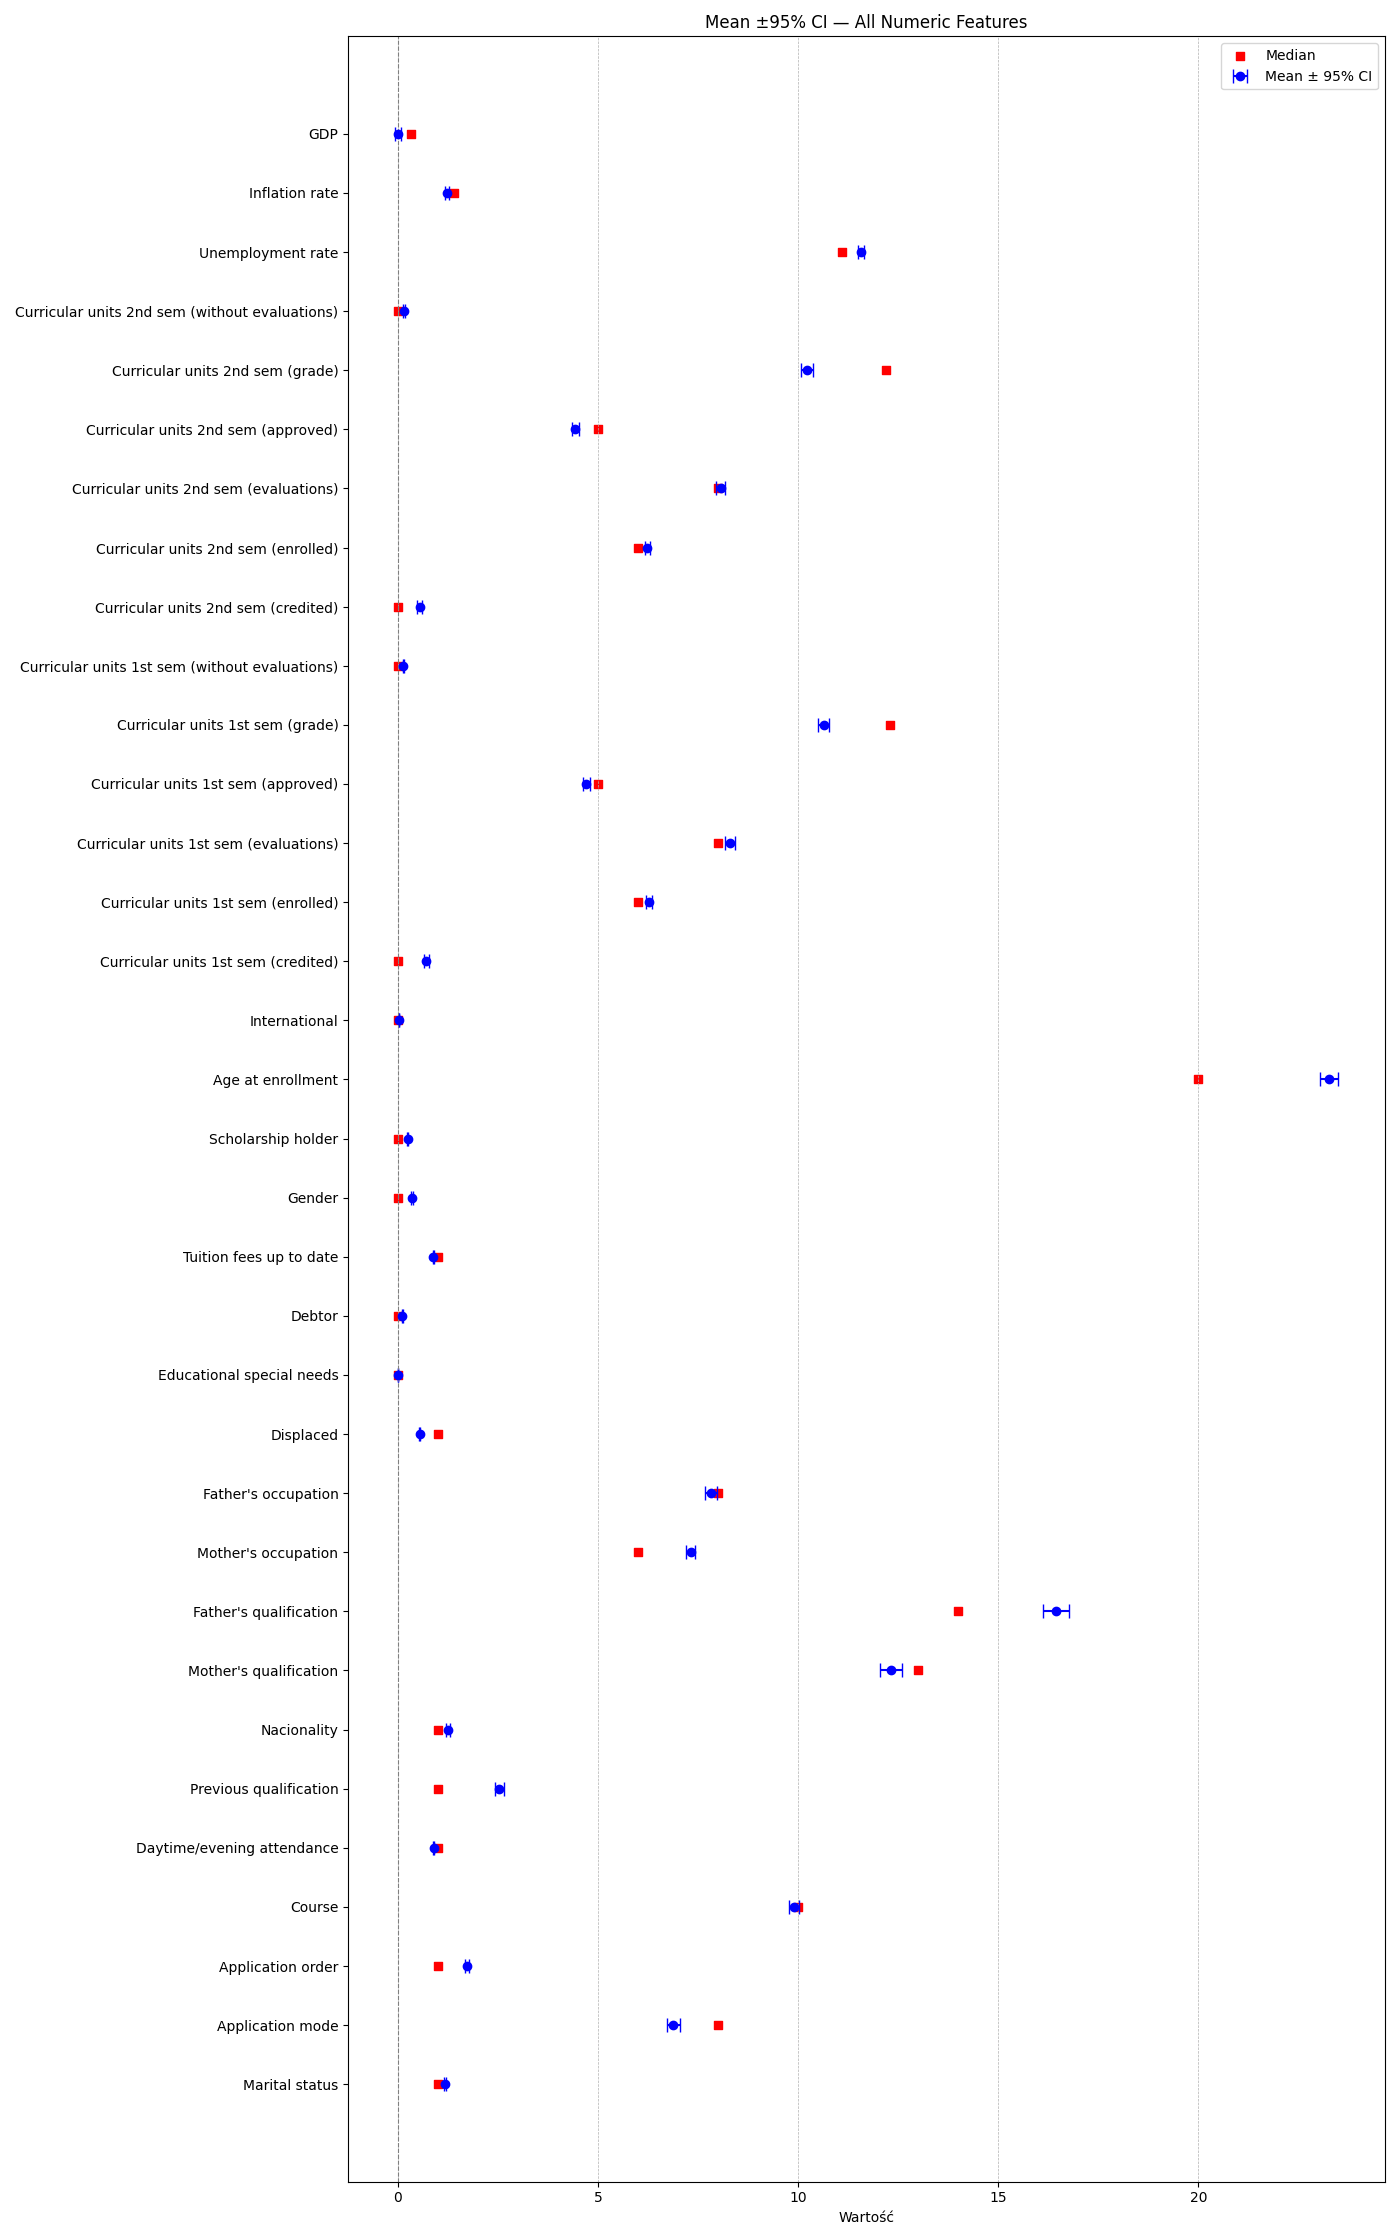 Mean ±95% CI — All Numeric Features
Median
Mean ± 95% CI
GDP
Inflation rate
Unemployment rate
Curricular units 2nd sem (without evaluations)
Curricular units 2nd sem (grade)
Curricular units 2nd sem (approved)
Curricular units 2nd sem (evaluations)
Curricular units 2nd sem (enrolled)
Curricular units 2nd sem (credited)
Curricular units 1st sem (without evaluations)
Curricular units 1st sem (grade)
Curricular units 1st sem (approved)
Curricular units 1st sem (evaluations)
Curricular units 1st sem (enrolled)
Curricular units 1st sem (credited)
International
Age at enrollment
Scholarship holder
Gender
Tuition fees up to date
Debtor
Educational special needs
Displaced
Father's occupation
Mother's occupation
Father's qualification
Mother's qualification
Nacionality
Previous qualification
Daytime/evening attendance
Course
Application order
Application mode
Marital status
0 5 10 15 20
Wartość